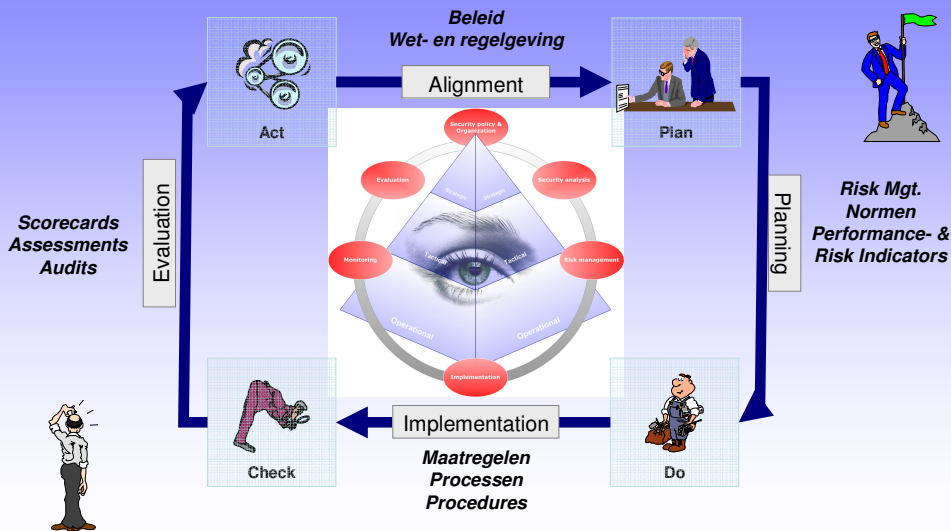 Beleid
Wet- en regelgeving
Alignment
Act
Plan
Security policy &
Organization
Evaluation
Security analysis
Strategic
Strategic
Monitoring
Tactical
Tactical
Risk management
Operational
Operational
Implementation
Evaluation
Scorecards
Assessments
Audits
Planning
Risk Mgt.
Normen
Performance- &
Risk Indicators
Implementation
Check
Do
Maatregelen
Processen
Procedures